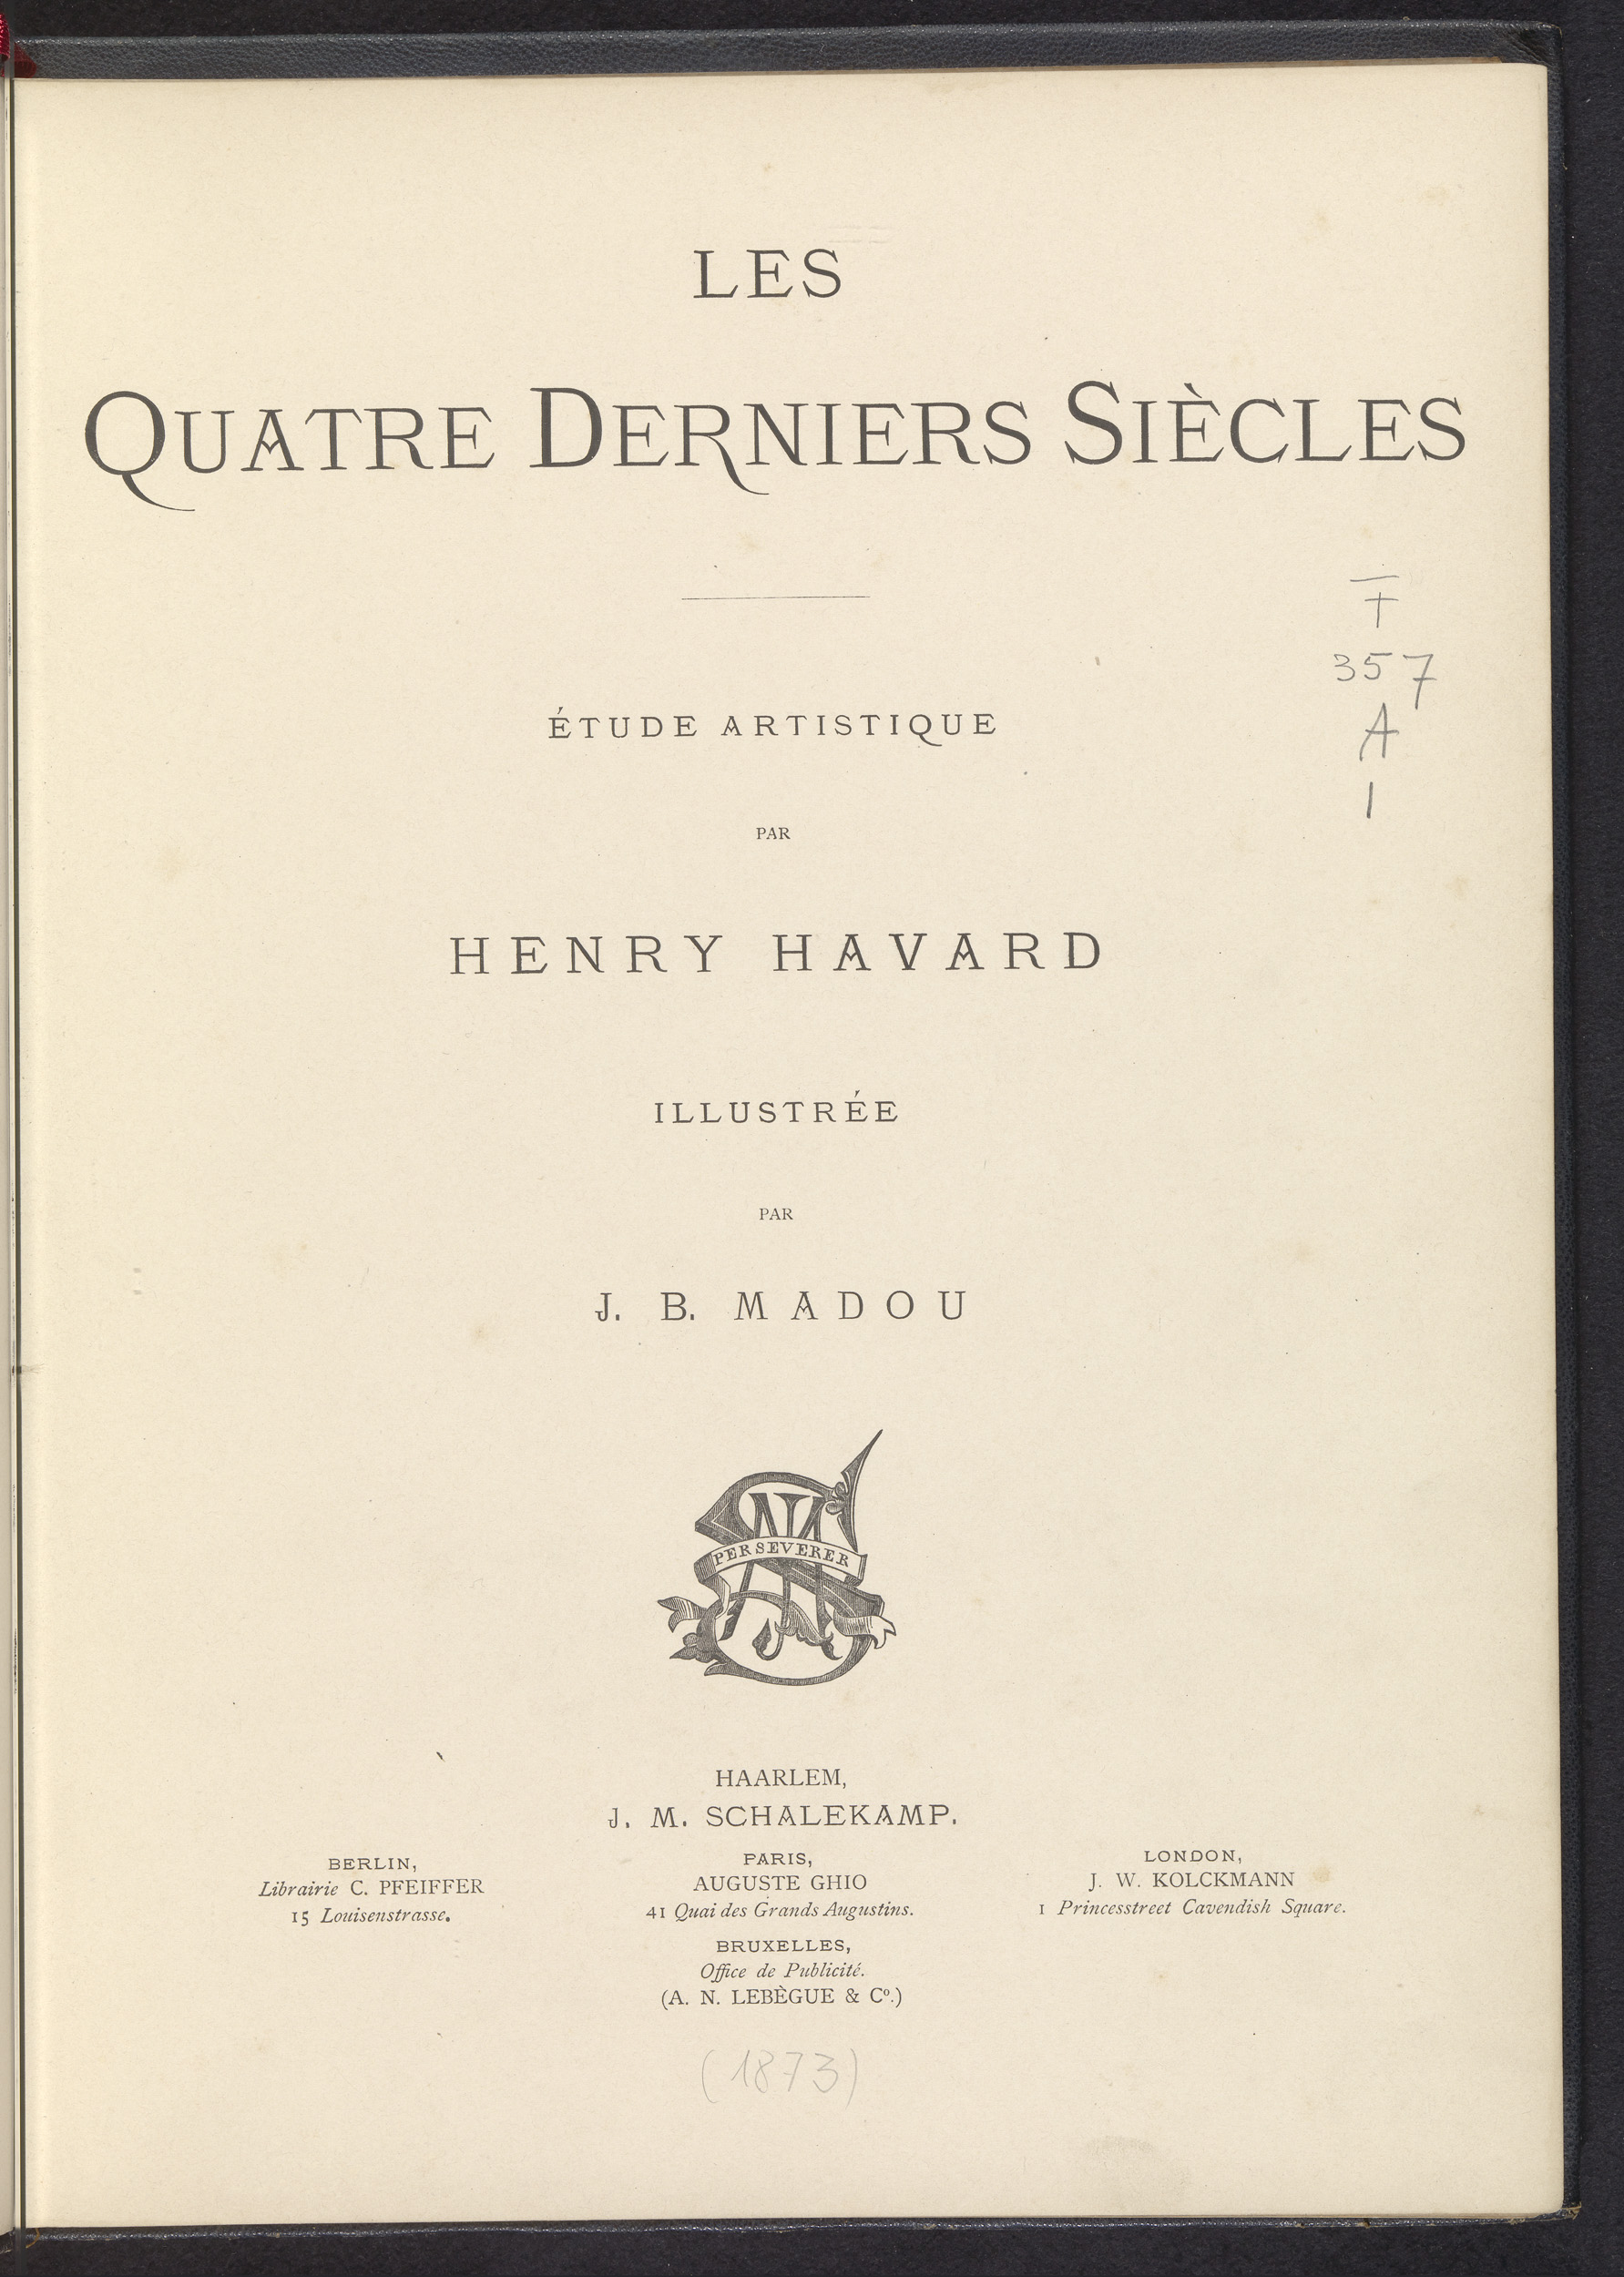 LES
QUATRE DERNIERS SIÈCLES
T
357
A
1
ÉTUDE ARTISTIQUE
PAR
HENRY HAVARD
ILLUSTRÉE
PAR
J. B. MADOU
PERSEVERER
HAARLEM,
J. M. SCHALEKAMP.
BERLIN,
Librairie C. PFEIFFER
15 Louisenstrasse.
PARIS,
AUGUSTE GHIO
41 Quai des Grands Augustins.
LONDON,
J. W. KOLCKMANN
1 Princesstreet Cavendish Square.
BRUXELLES,
Office de Publicité.
(A. N. LEBÈGUE & Cº.)
(1873)